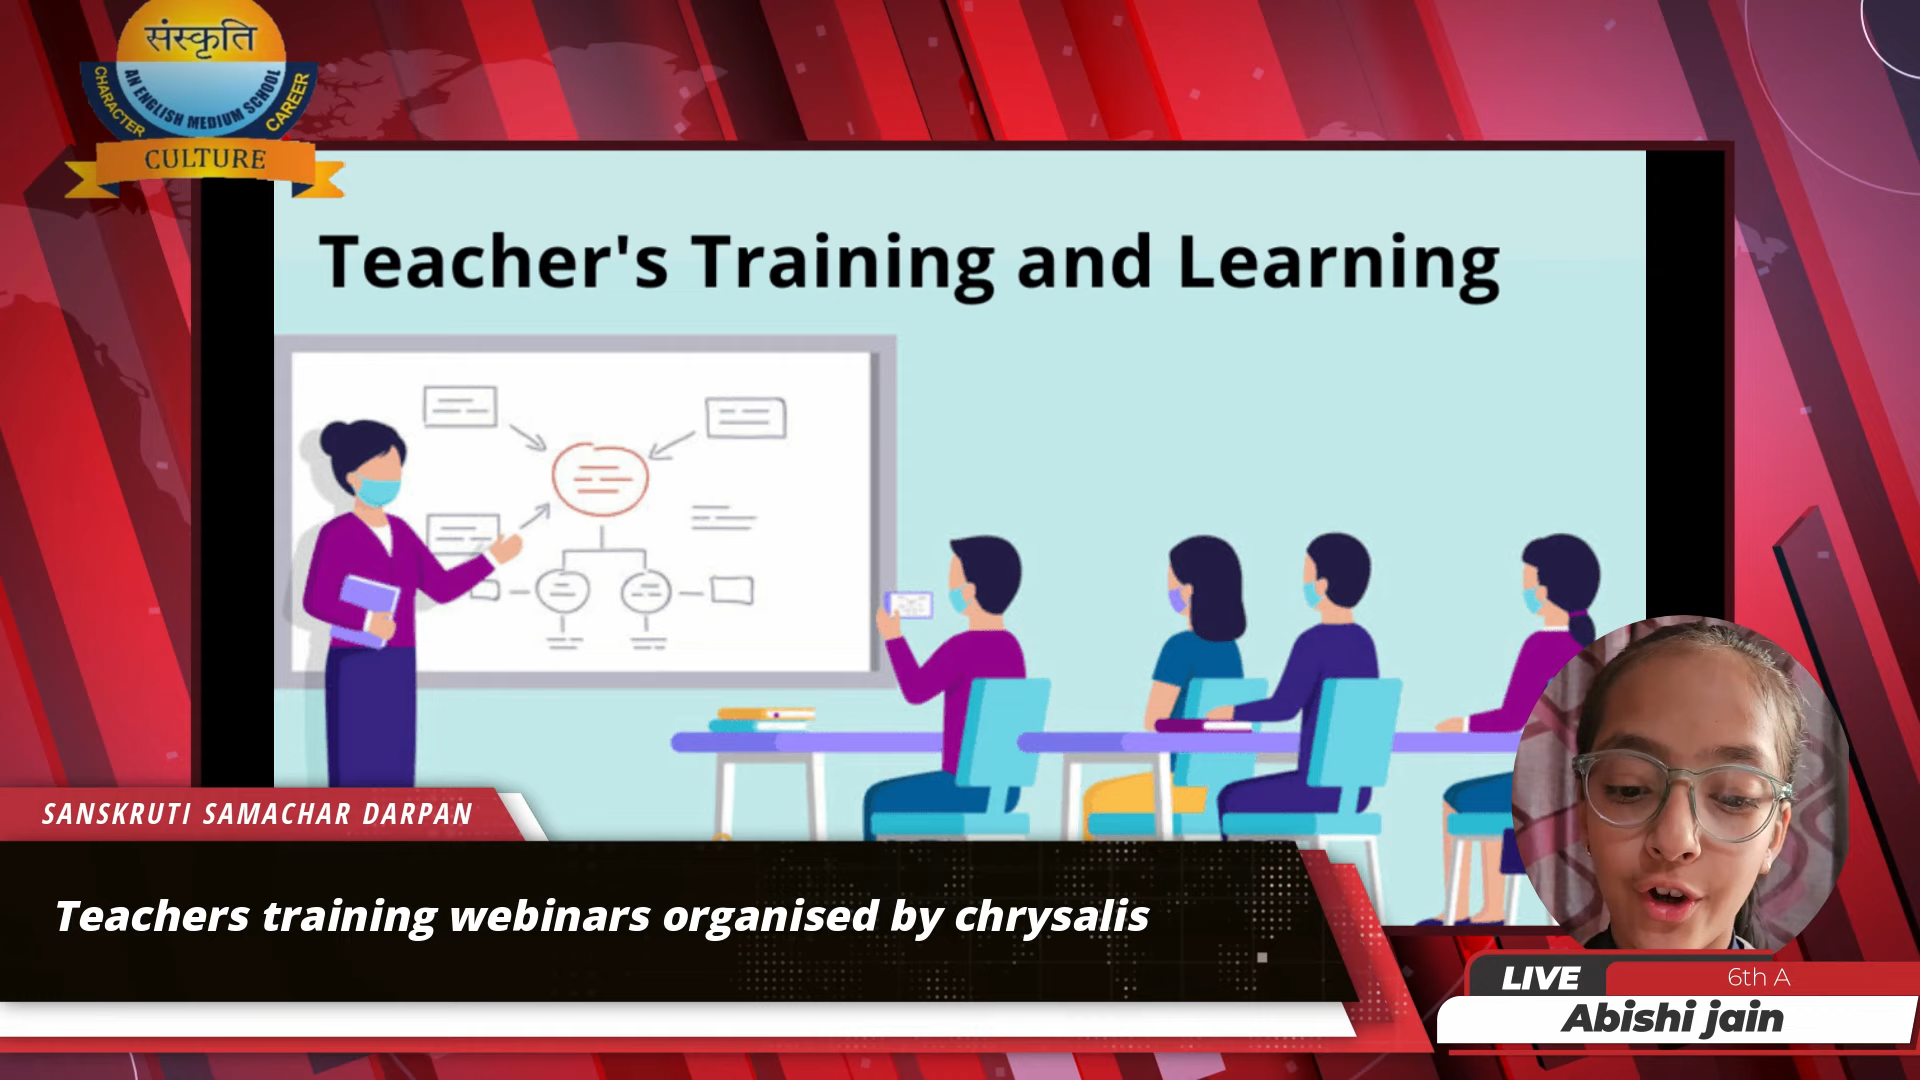 संस्कृति
AN ENGLISH MEDIUM SCHOOL
CHARACTER
CAREER
CULTURE
Teacher's Training and Learning
SANSKRUTI SAMACHAR DARPAN
Teachers training webinars organised by chrysalis
LIVE
6th A
Abishi jain